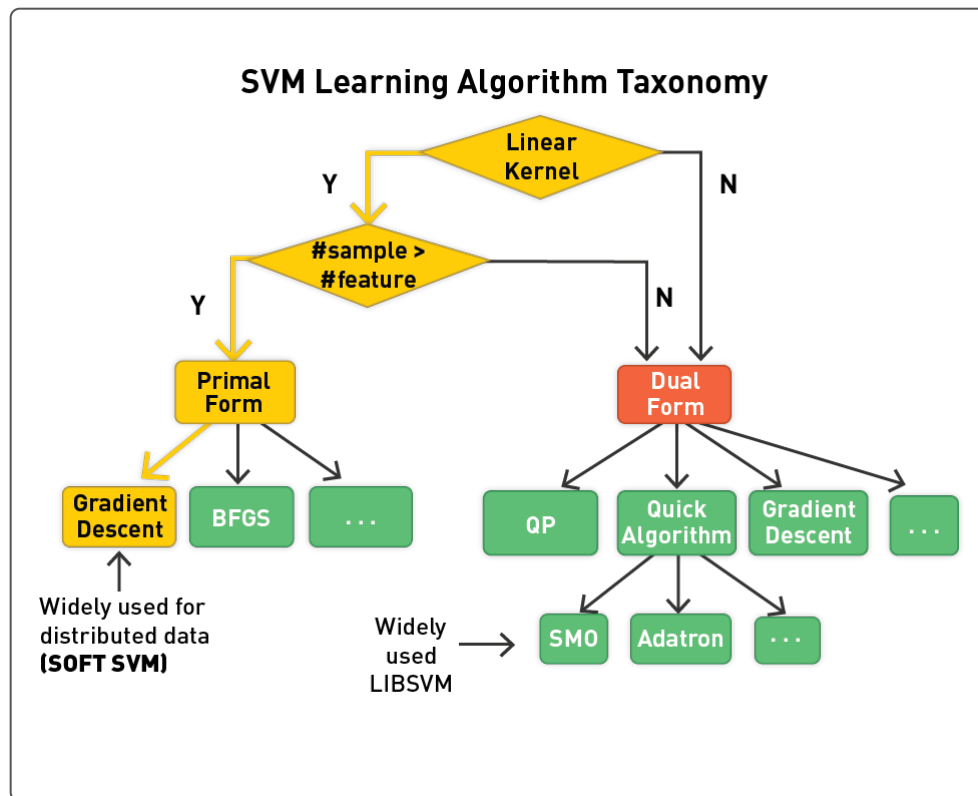 SVM Learning Algorithm Taxonomy
Linear
Kernel
Y
N
#sample >
#feature
Y
N
Primal
Form
Dual
Form
Gradient
Descent
BFGS
...
QP
Quick
Algorithm
Gradient
Descent
...
Widely used for
distributed data
(SOFT SVM)
Widely
used
LIBSVM
SMO
Adatron
...